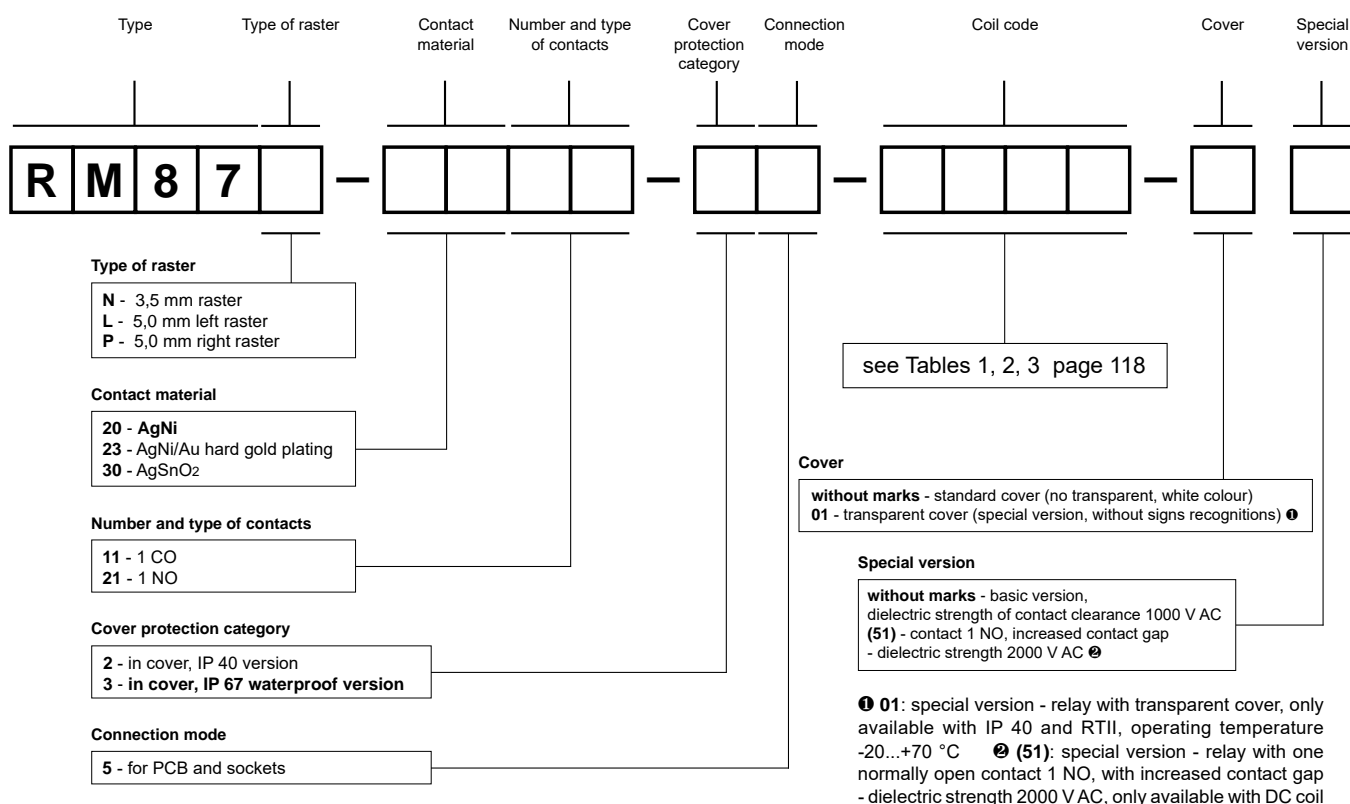 Type
Type of raster
Contact
material
Number and type
of contacts
Cover
protection
category
Connection
mode
Coil code
Cover
Special
version
R M 8 7 – – – –
Type of raster
N - 3,5 mm raster
L - 5,0 mm left raster
P - 5,0 mm right raster
see Tables 1, 2, 3 page 118
Contact material
20 - AgNi
23 - AgNi/Au hard gold plating
30 - AgSnO2
Cover
without marks - standard cover (no transparent, white colour)
01 - transparent cover (special version, without signs recognitions) ❶
Number and type of contacts
11 - 1 CO
21 - 1 NO
Special version
without marks - basic version,
dielectric strength of contact clearance 1000 V AC
(51) - contact 1 NO, increased contact gap
- dielectric strength 2000 V AC ❷
Cover protection category
2 - in cover, IP 40 version
3 - in cover, IP 67 waterproof version
Connection mode
5 - for PCB and sockets
❶ 01: special version - relay with transparent cover, only
available with IP 40 and RTII, operating temperature
-20...+70 °C ❷ (51): special version - relay with one
normally open contact 1 NO, with increased contact gap
- dielectric strength 2000 V AC, only available with DC coil